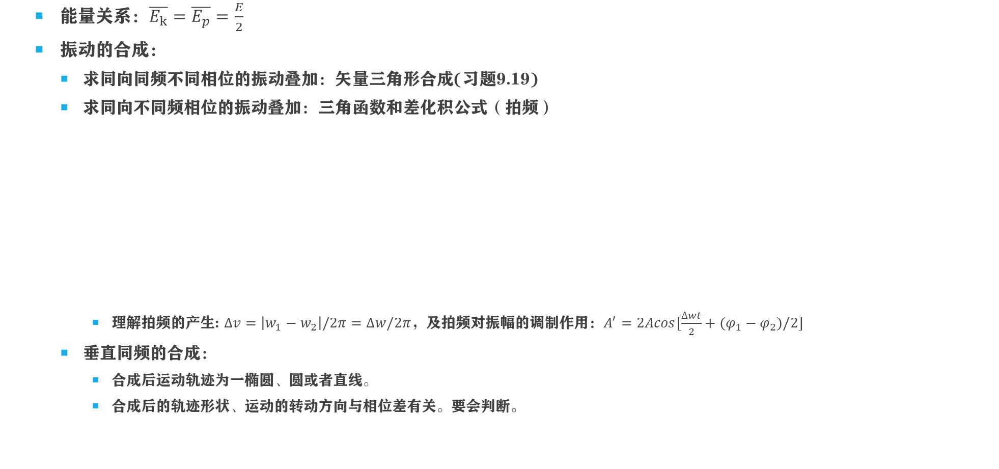 能量关系：$\overline{E_{\mathrm{k}}} = \overline{E_p} = \frac{E}{2}$
振动的合成：
求同向同频不同相位的振动叠加：矢量三角形合成(习题9.19)
求同向不同频相位的振动叠加：三角函数和差化积公式（拍频）
理解拍频的产生: $\Delta v = |w_1 - w_2|/2\pi = \Delta w/2\pi$，及拍频对振幅的调制作用：$A' = 2Acos[\frac{\Delta wt}{2} + (\varphi_1 - \varphi_2)/2]$
垂直同频的合成：
合成后运动轨迹为一椭圆、圆或者直线。
合成后的轨迹形状、运动的转动方向与相位差有关。要会判断。